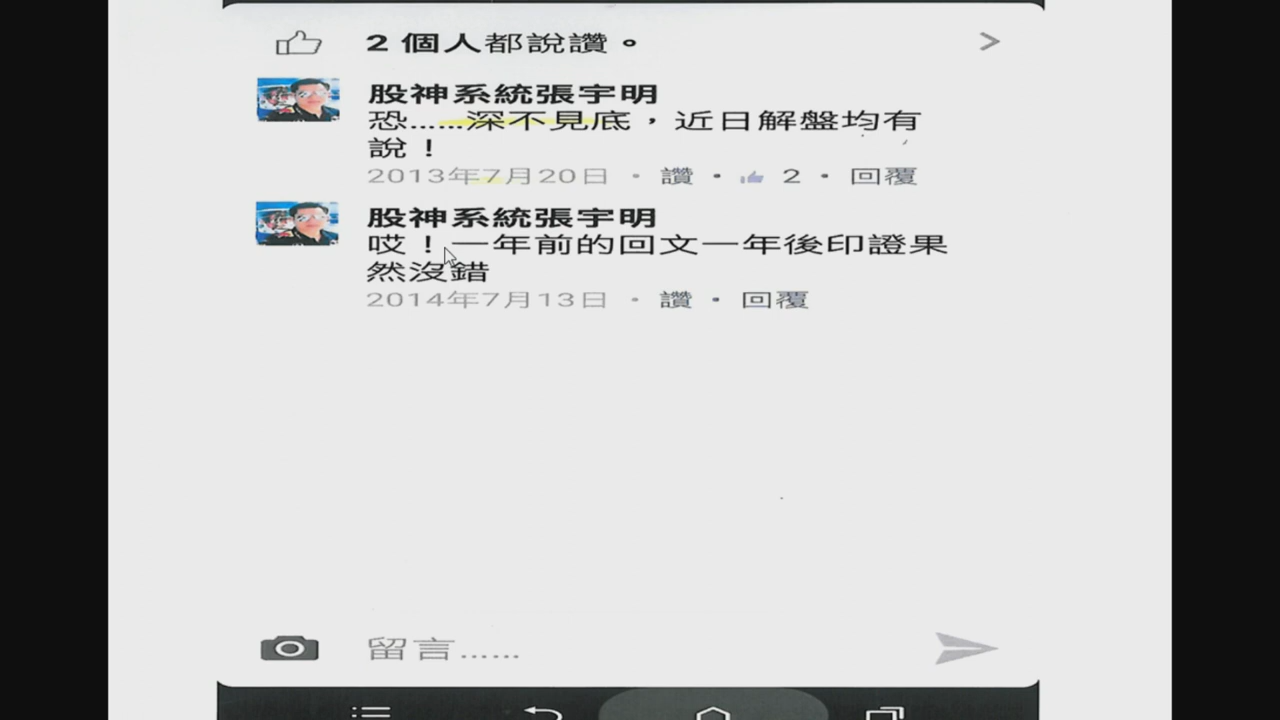 2 個人都說讚。
股神系統張宇明
恐......深不見底，近日解盤均有
說！
2013年7月20日 · 讚 · 2 · 回覆
股神系統張宇明
哎！一年前的回文一年後印證果
然沒錯
2014年7月13日 · 讚 · 回覆
留言......